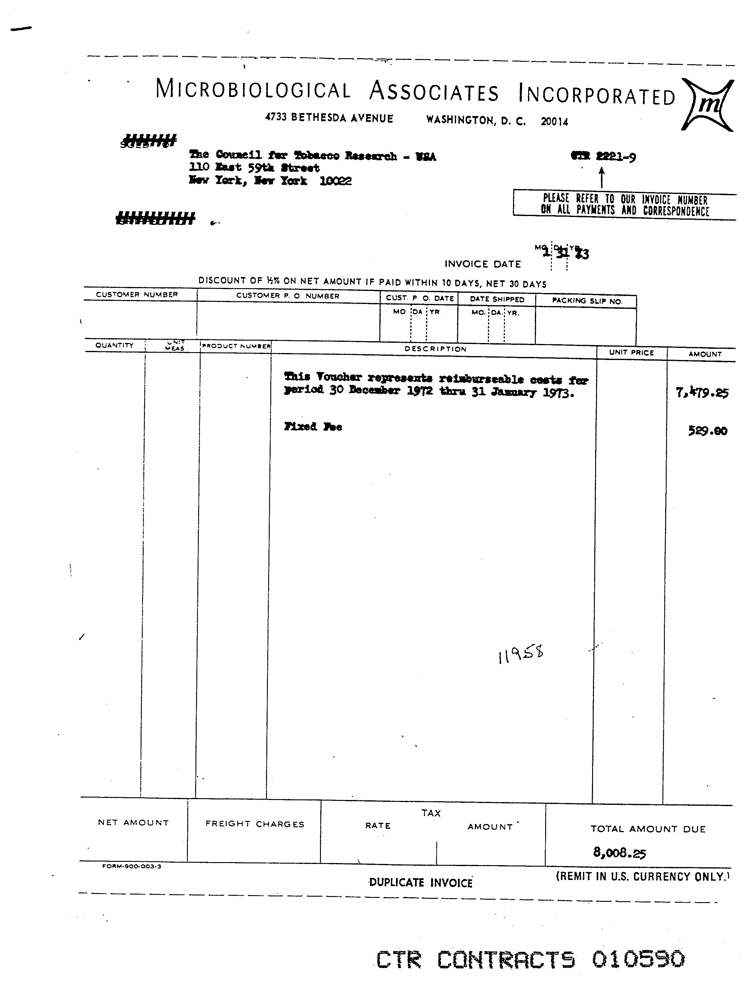 MICROBIOLOGICAL ASSOCIATES INCORPORATED m
4733 BETHESDA AVENUE WASHINGTON, D. C. 20014
The Council for Tobacco Research - USA
110 East 59th Street
New York, New York 10022
CTR 2221-9
PLEASE REFER TO OUR INVOICE NUMBER
ON ALL PAYMENTS AND CORRESPONDENCE
INVOICE DATE 1 31 73
DISCOUNT OF ½% ON NET AMOUNT IF PAID WITHIN 10 DAYS, NET 30 DAYS
CUSTOMER NUMBER CUSTOMER P. O NUMBER CUST. P O. DATE DATE SHIPPED PACKING SLIP NO.
MO DA YR MO. DA. YR.
QUANTITY UNIT MEAS PRODUCT NUMBER DESCRIPTION UNIT PRICE AMOUNT
This Voucher represents reimburseable costs for
period 30 December 1972 thru 31 January 1973. 7,479.25
Fixed Fee 529.00
11958
NET AMOUNT FREIGHT CHARGES TAX
RATE AMOUNT TOTAL AMOUNT DUE
8,008.25
FORM-900-003-3
DUPLICATE INVOICE (REMIT IN U.S. CURRENCY ONLY.)
CTR CONTRACTS 010590